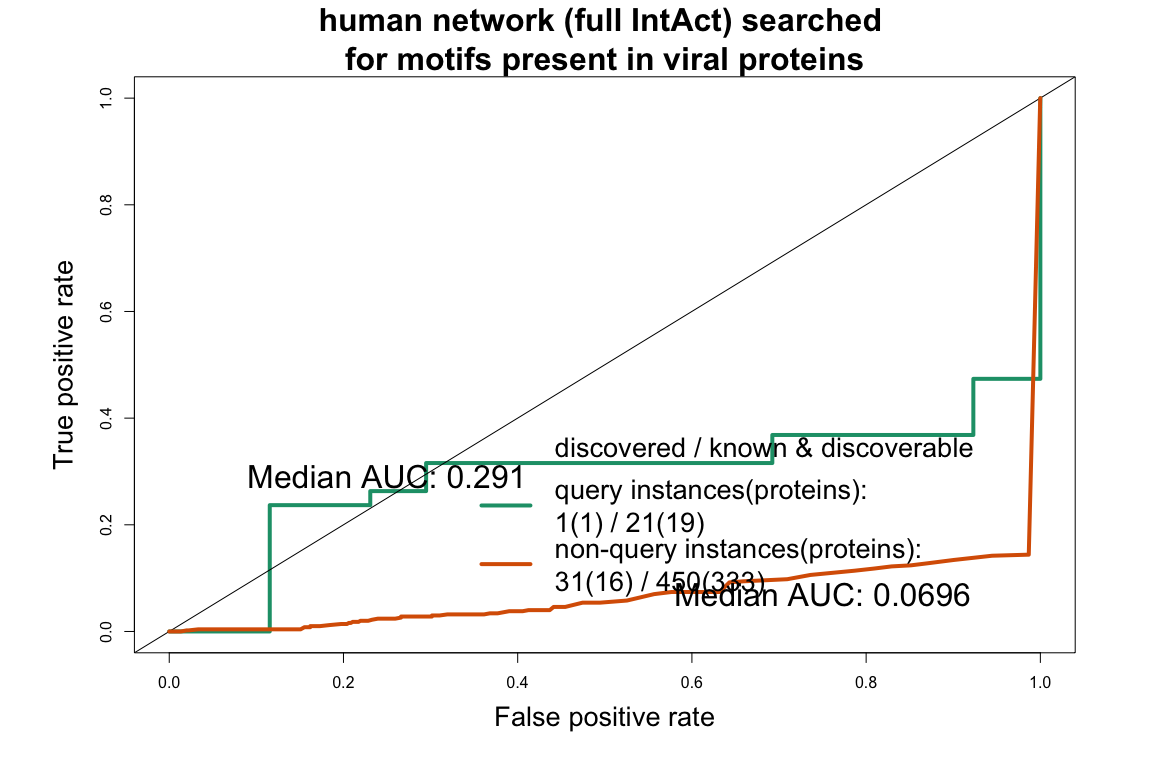 human network (full IntAct) searched
for motifs present in viral proteins
True positive rate
1.0
0.8
0.6
0.4
0.2
0.0
Median AUC: 0.291
discovered / known & discoverable
query instances(proteins):
1(1) / 21(19)
non-query instances(proteins):
31(16) / 450(333)
Median AUC: 0.0696
0.0 0.2 0.4 0.6 0.8 1.0
False positive rate